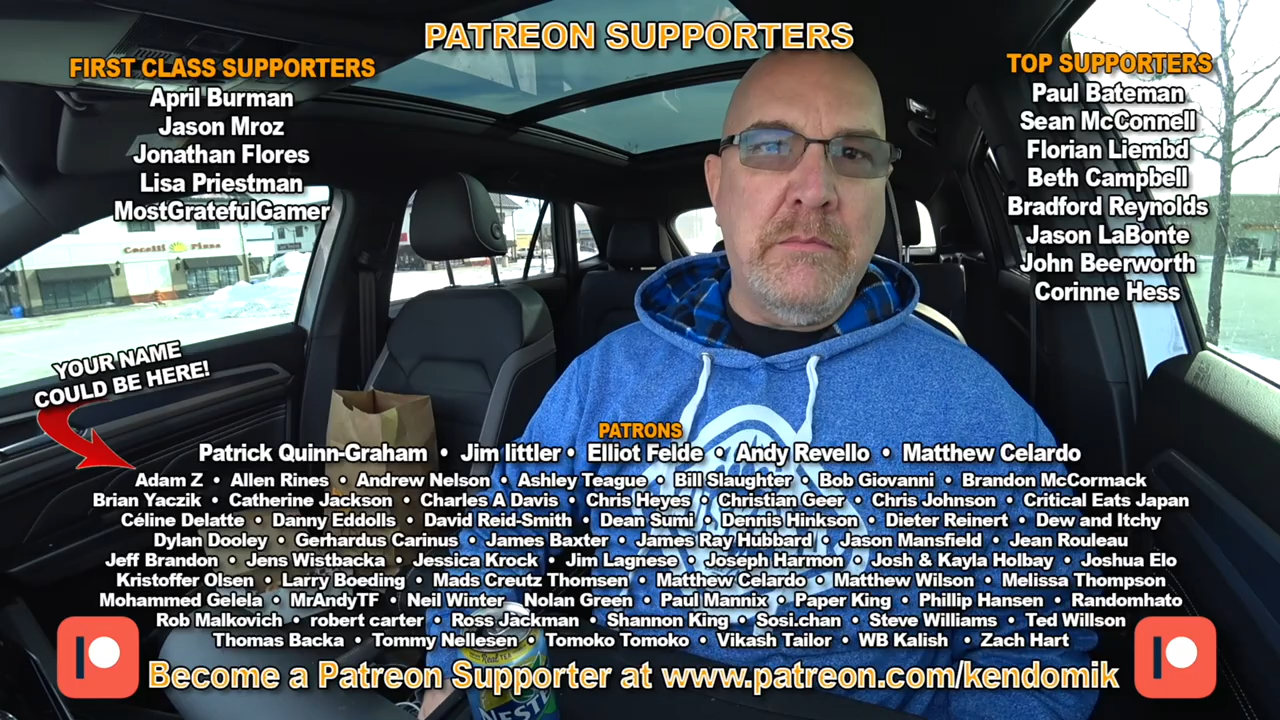 PATREON SUPPORTERS
FIRST CLASS SUPPORTERS
April Burman
Jason Mroz
Jonathan Flores
Lisa Priestman
MostGratefulGamer
TOP SUPPORTERS
Paul Bateman
Sean McConnell
Florian Liembd
Beth Campbell
Bradford Reynolds
Jason LaBonte
John Beerworth
Corinne Hess
YOUR NAME
COULD BE HERE!
PATRONS
Patrick Quinn-Graham • Jim littler • Elliot Felde • Andy Revello • Matthew Celardo
Adam Z • Allen Rines • Andrew Nelson • Ashley Teague • Bill Slaughter • Bob Giovanni • Brandon McCormack
Brian Yaczik • Catherine Jackson • Charles A Davis • Chris Heyes • Christian Geer • Chris Johnson • Critical Eats Japan
Céline Delatte • Danny Eddolls • David Reid-Smith • Dean Sumi • Dennis Hinkson • Dieter Reinert • Dew and Itchy
Dylan Dooley • Gerhardus Carinus • James Baxter • James Ray Hubbard • Jason Mansfield • Jean Rouleau
Jeff Brandon • Jens Wistbacka • Jessica Krock • Jim Lagnese • Joseph Harmon • Josh & Kayla Holbay • Joshua Elo
Kristoffer Olsen • Larry Boeding • Mads Creutz Thomsen • Matthew Celardo • Matthew Wilson • Melissa Thompson
Mohammed Gelela • MrAndyTF • Neil Winter Nolan Green • Paul Mannix • Paper King • Phillip Hansen • Randomhato
Rob Malkovich • robert carter • Ross Jackman • Shannon King • Sosi.chan • Steve Williams • Ted Willson
Thomas Backa • Tommy Nellesen • Tomoko Tomoko • Vikash Tailor • WB Kalish • Zach Hart
Become a Patreon Supporter at www.patreon.com/kendomik
NEST